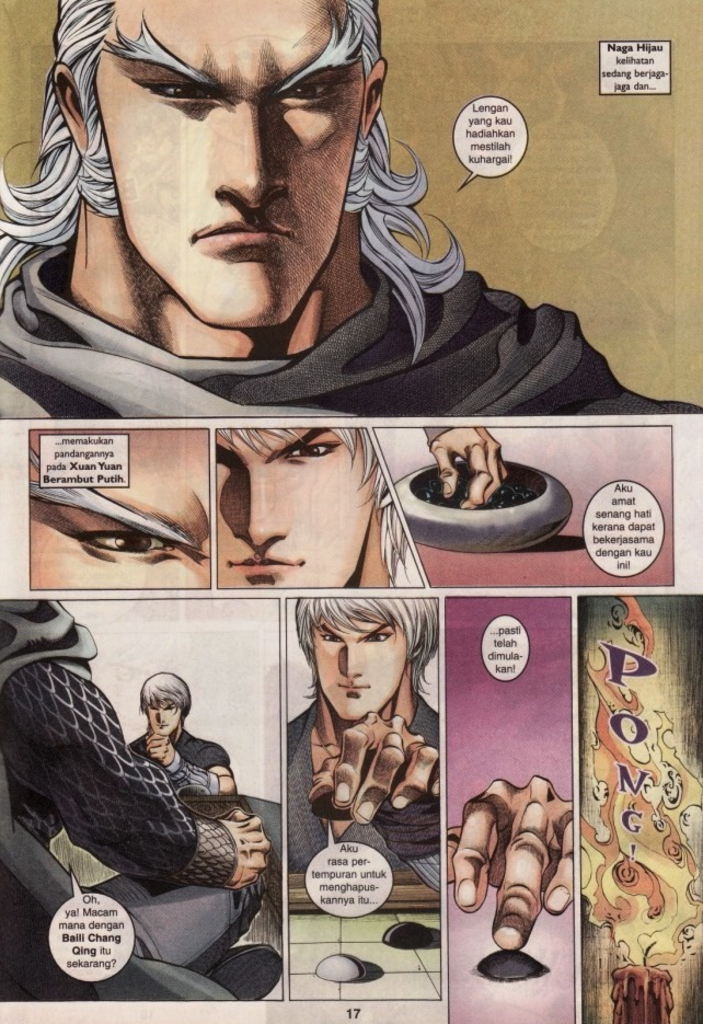 Naga Hijau
kelihatan
sedang berjaga-
jaga dan...
Lengan
yang kau
hadiahkan
mestilah
kuhargai!
...memakukan
pandangannya
pada Xuan Yuan
Berambut Putih.
Aku
amat
senang hati
kerana dapat
bekerjasama
dengan kau
ini!
Oh,
ya! Macam
mana dengan
Baili Chang
Qing itu
sekarang?
Aku
rasa per-
tempuran untuk
menghapus-
kannya itu...
...pasti
telah
dimula-
kan!
PONG!
17